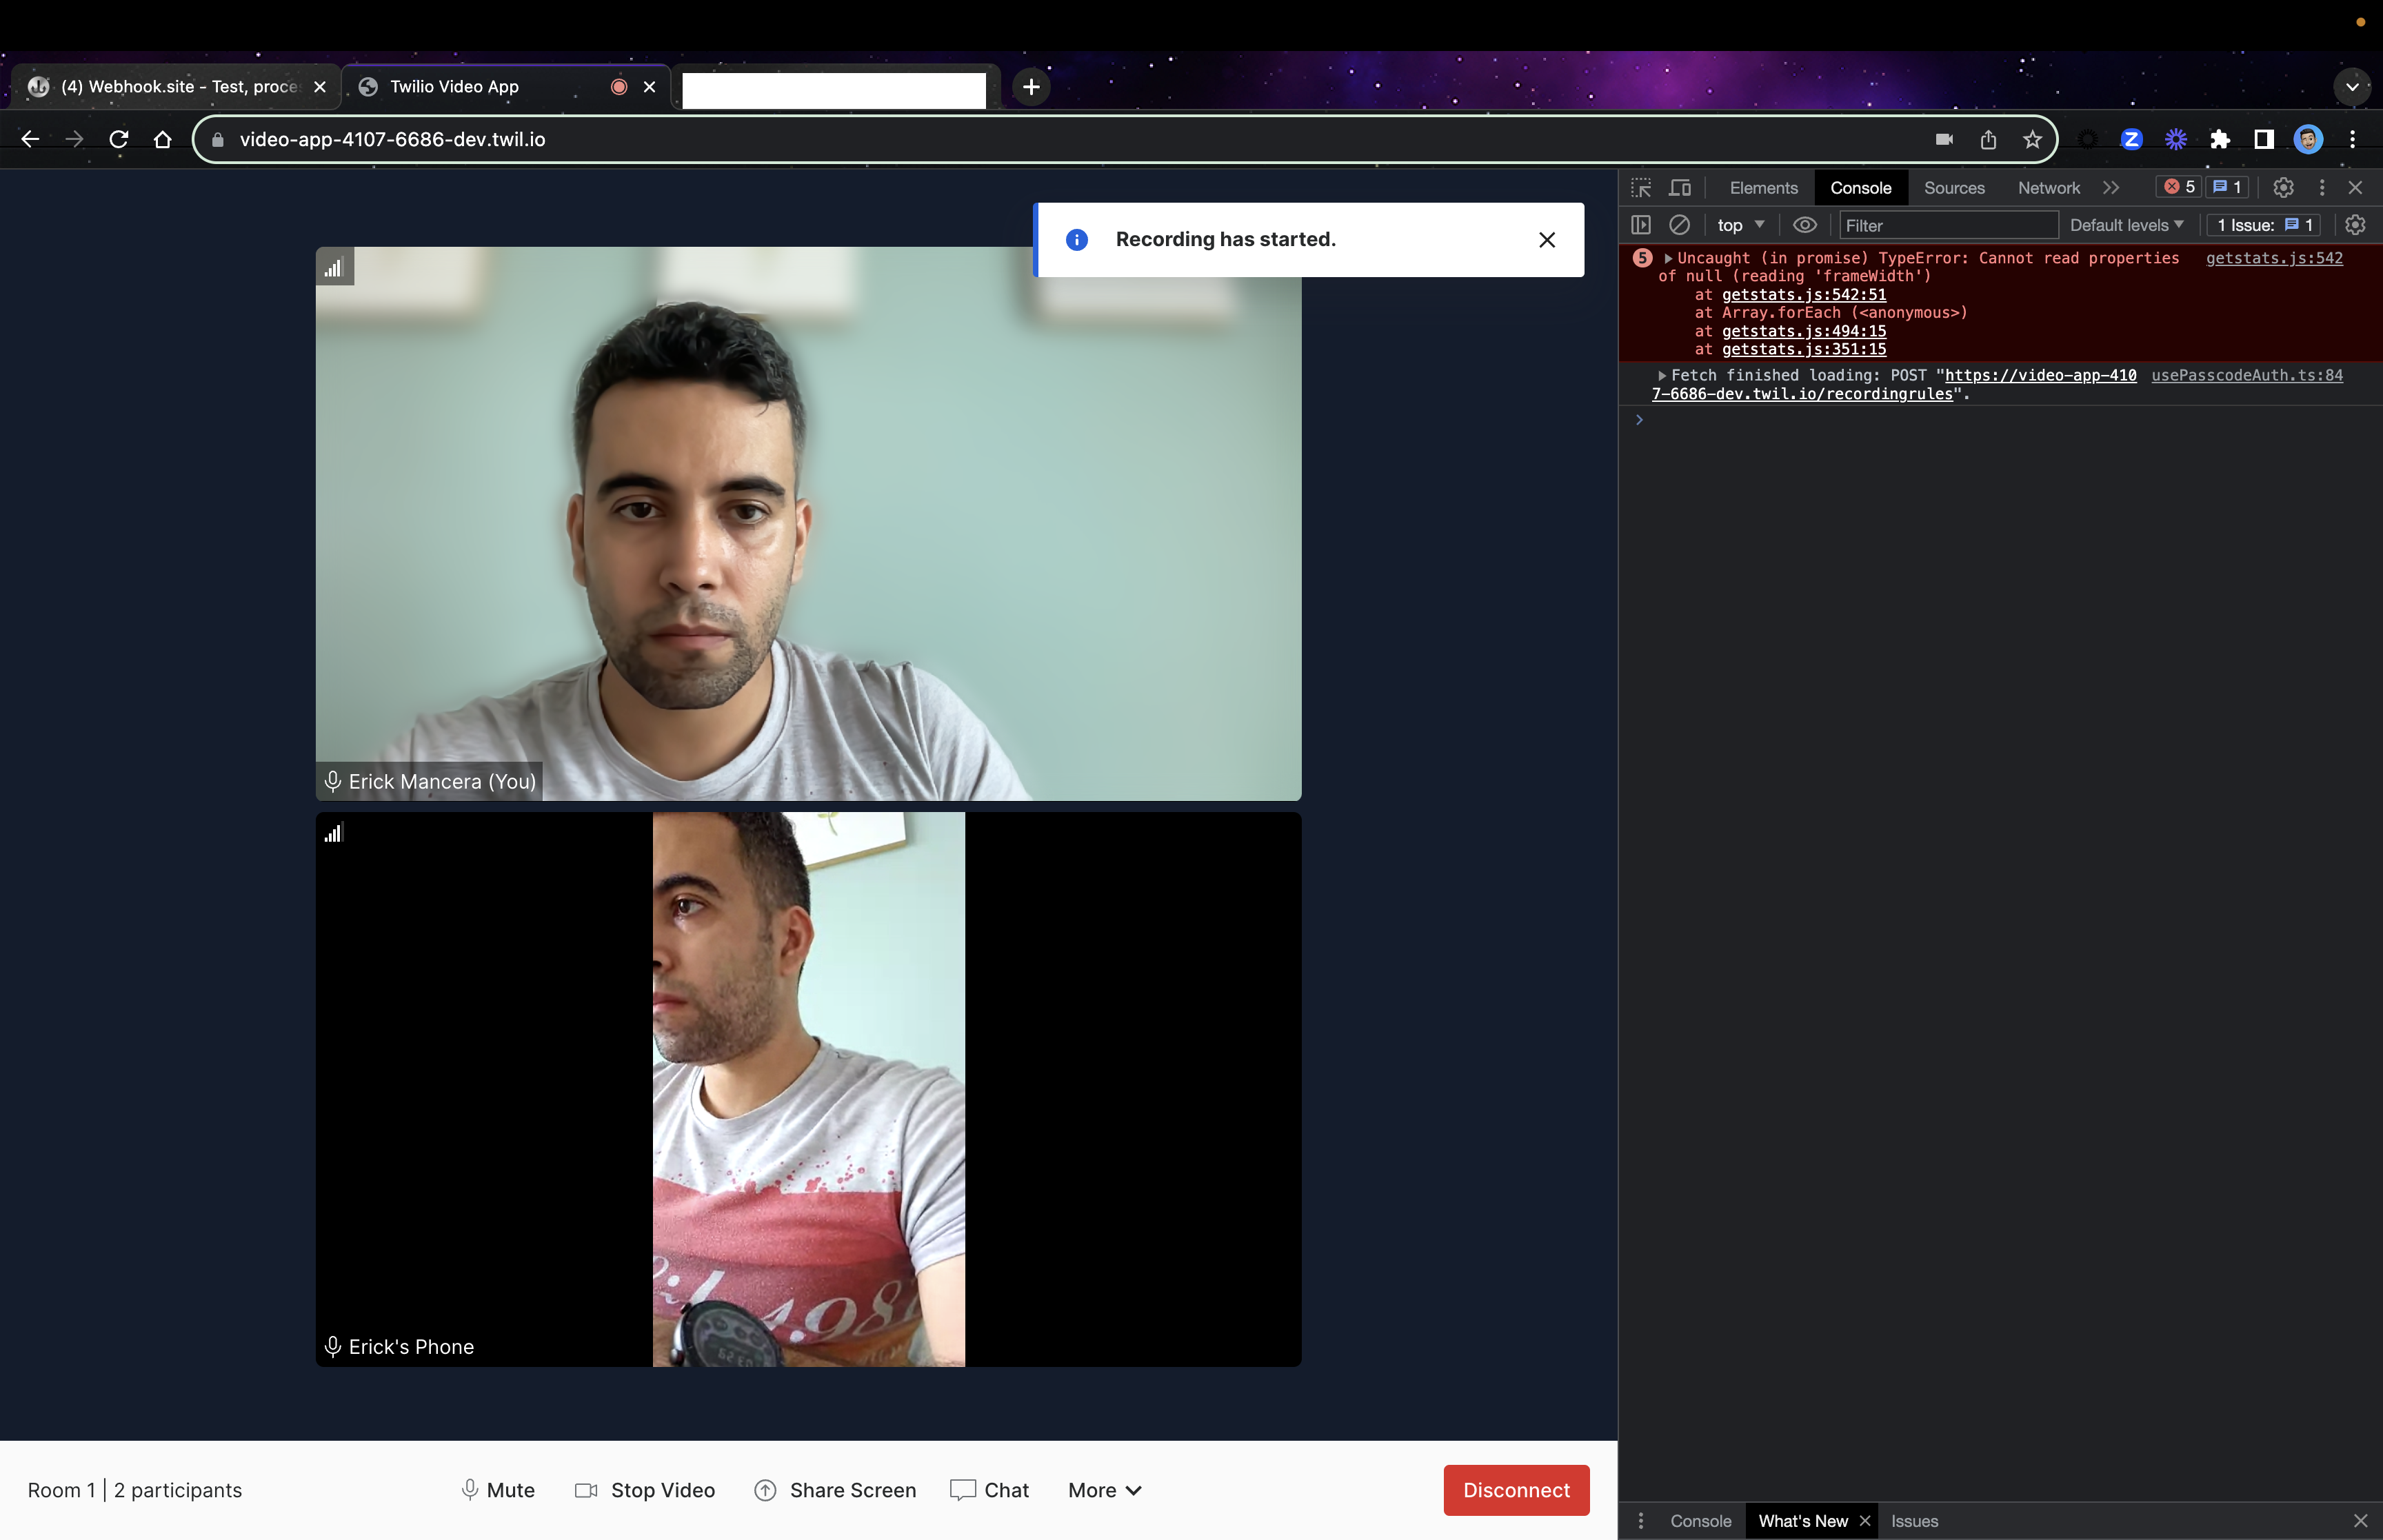 (4) Webhook.site - Test, proce
Twilio Video App
video-app-4107-6686-dev.twil.io
Recording has started.
Erick Mancera (You)
Erick's Phone
1984
Room 1 | 2 participants
Mute
Stop Video
Share Screen
Chat
More
Disconnect
Elements
Console
Sources
Network
5
1
top
Filter
Default levels
1 Issue: 1
5 Uncaught (in promise) TypeError: Cannot read properties getstats.js:542
of null (reading 'frameWidth')
at getstats.js:542:51
at Array.forEach (<anonymous>)
at getstats.js:494:15
at getstats.js:351:15
Fetch finished loading: POST "https://video-app-410 usePasscodeAuth.ts:84
7-6686-dev.twil.io/recordingrules".
Console
What's New
Issues